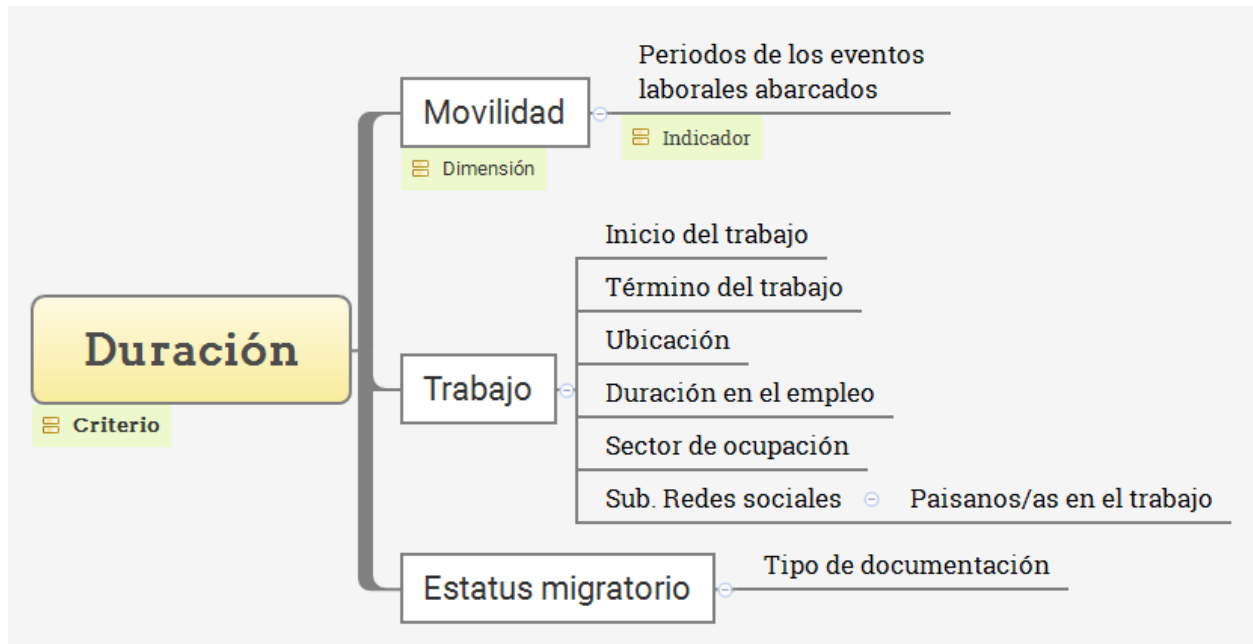 Duración
Criterio
Movilidad
Dimensión
Periodos de los eventos
laborales abarcados
Indicador
Trabajo
Inicio del trabajo
Término del trabajo
Ubicación
Duración en el empleo
Sector de ocupación
Sub. Redes sociales
Paisanos/as en el trabajo
Estatus migratorio
Tipo de documentación